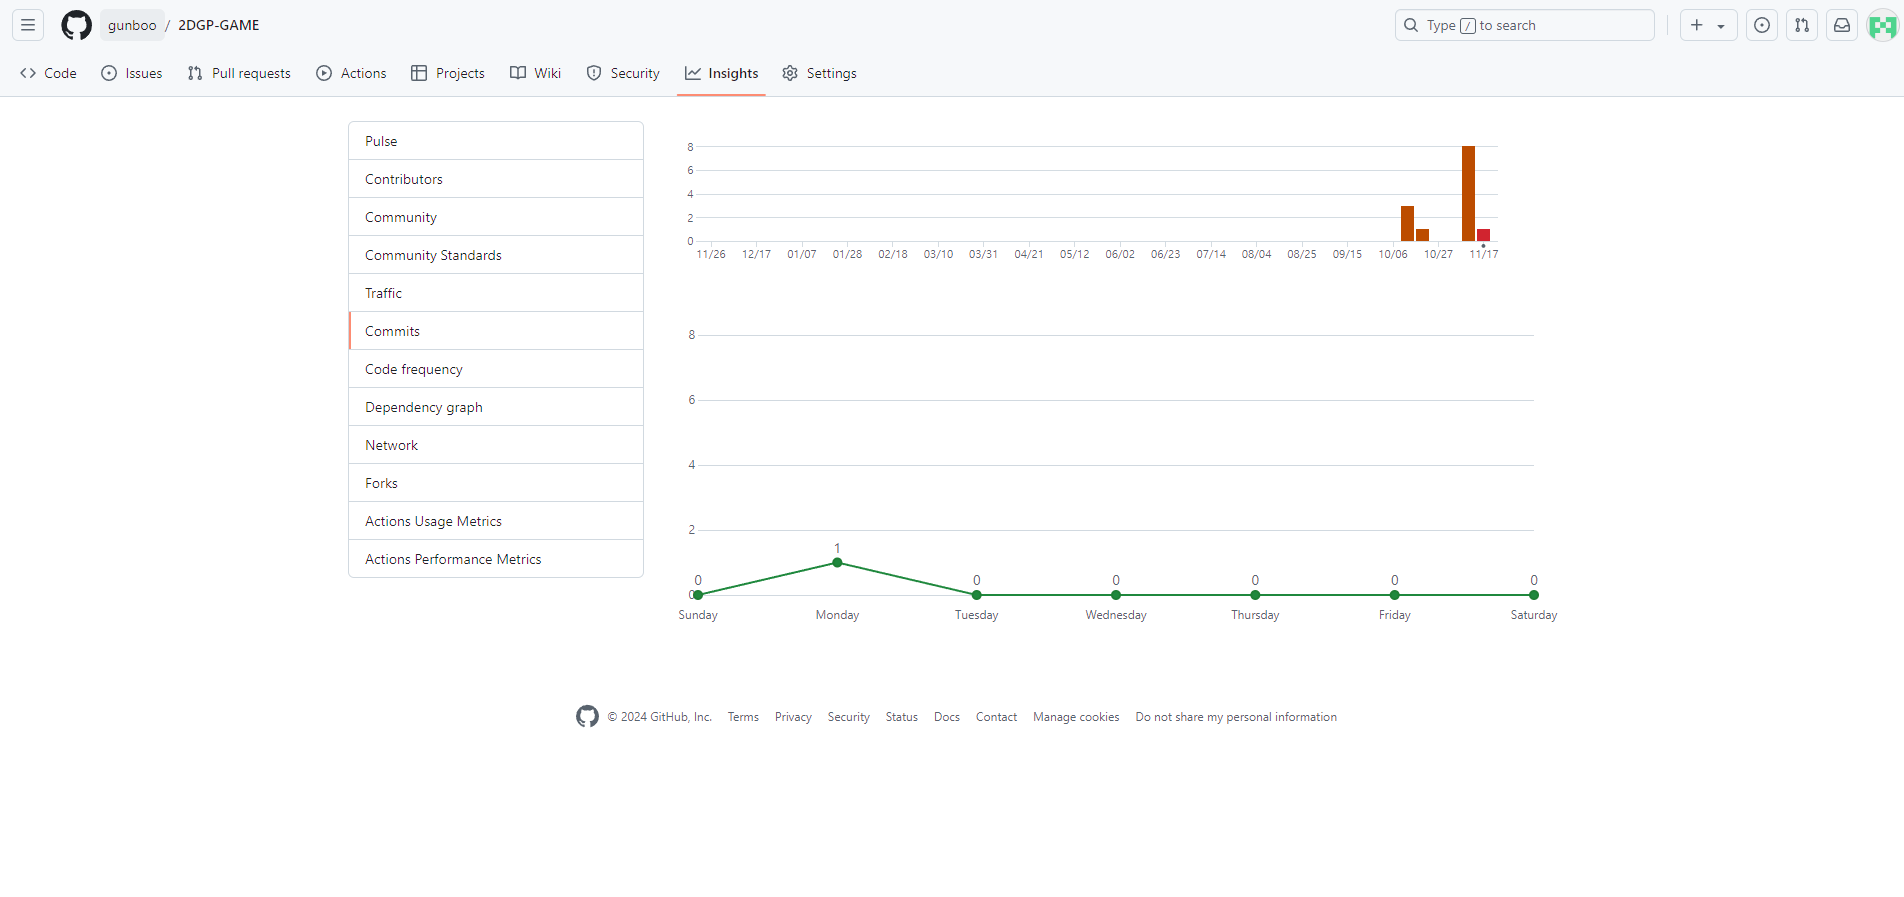 gunboo / 2DGP-GAME
Type / to search
Code Issues Pull requests Actions Projects Wiki Security Insights Settings
Pulse
Contributors
Community
Community Standards
Traffic
Commits
Code frequency
Dependency graph
Network
Forks
Actions Usage Metrics
Actions Performance Metrics
8
6
4
2
0
11/26 12/17 01/07 01/28 02/18 03/10 03/31 04/21 05/12 06/02 06/23 07/14 08/04 08/25 09/15 10/06 10/27 11/17
8
6
4
2
0
0 1 0 0 0 0 0
Sunday Monday Tuesday Wednesday Thursday Friday Saturday
© 2024 GitHub, Inc. Terms Privacy Security Status Docs Contact Manage cookies Do not share my personal information